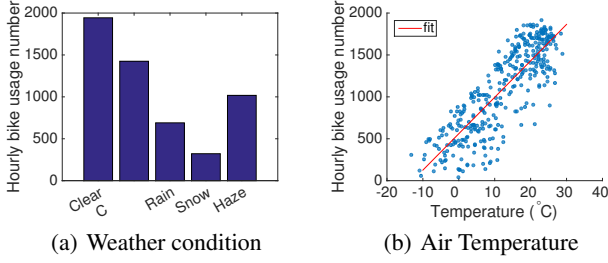 Hourly bike usage number
2000
1500
1000
500
0
Clear
C
Rain
Snow
Haze
(a) Weather condition
Hourly bike usage number
2000
1500
1000
500
0
fit
-20
-10
0
10
20
30
40
Temperature (°C)
(b) Air Temperature